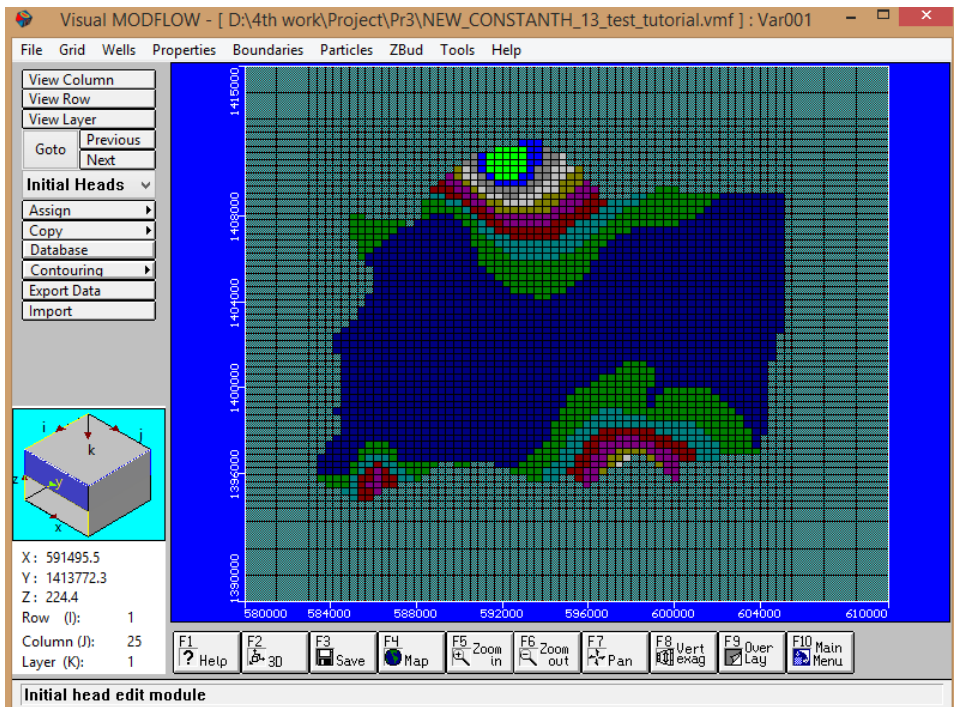 Visual MODFLOW - [ D:\4th work\Project\Pr3\NEW_CONSTANTH_13_test_tutorial.vmf ] : Var001
File Grid Wells Properties Boundaries Particles ZBud Tools Help
View Column
View Row
View Layer
Goto
Previous
Next
Initial Heads
Assign
Copy
Database
Contouring
Export Data
Import
1415000
1408000
1404000
1400000
1396000
1390000
580000 584000 588000 592000 596000 600000 604000 610000
i
j
k
z
y
x
X : 591495.5
Y : 1413772.3
Z : 224.4
Row (I): 1
Column (J): 25
Layer (K): 1
F1 ? Help
F2 3D
F3 Save
F4 Map
F5 Zoom in
F6 Zoom out
F7 Pan
F8 Vert exag
F9 Over Lay
F10 Main Menu
Initial head edit module